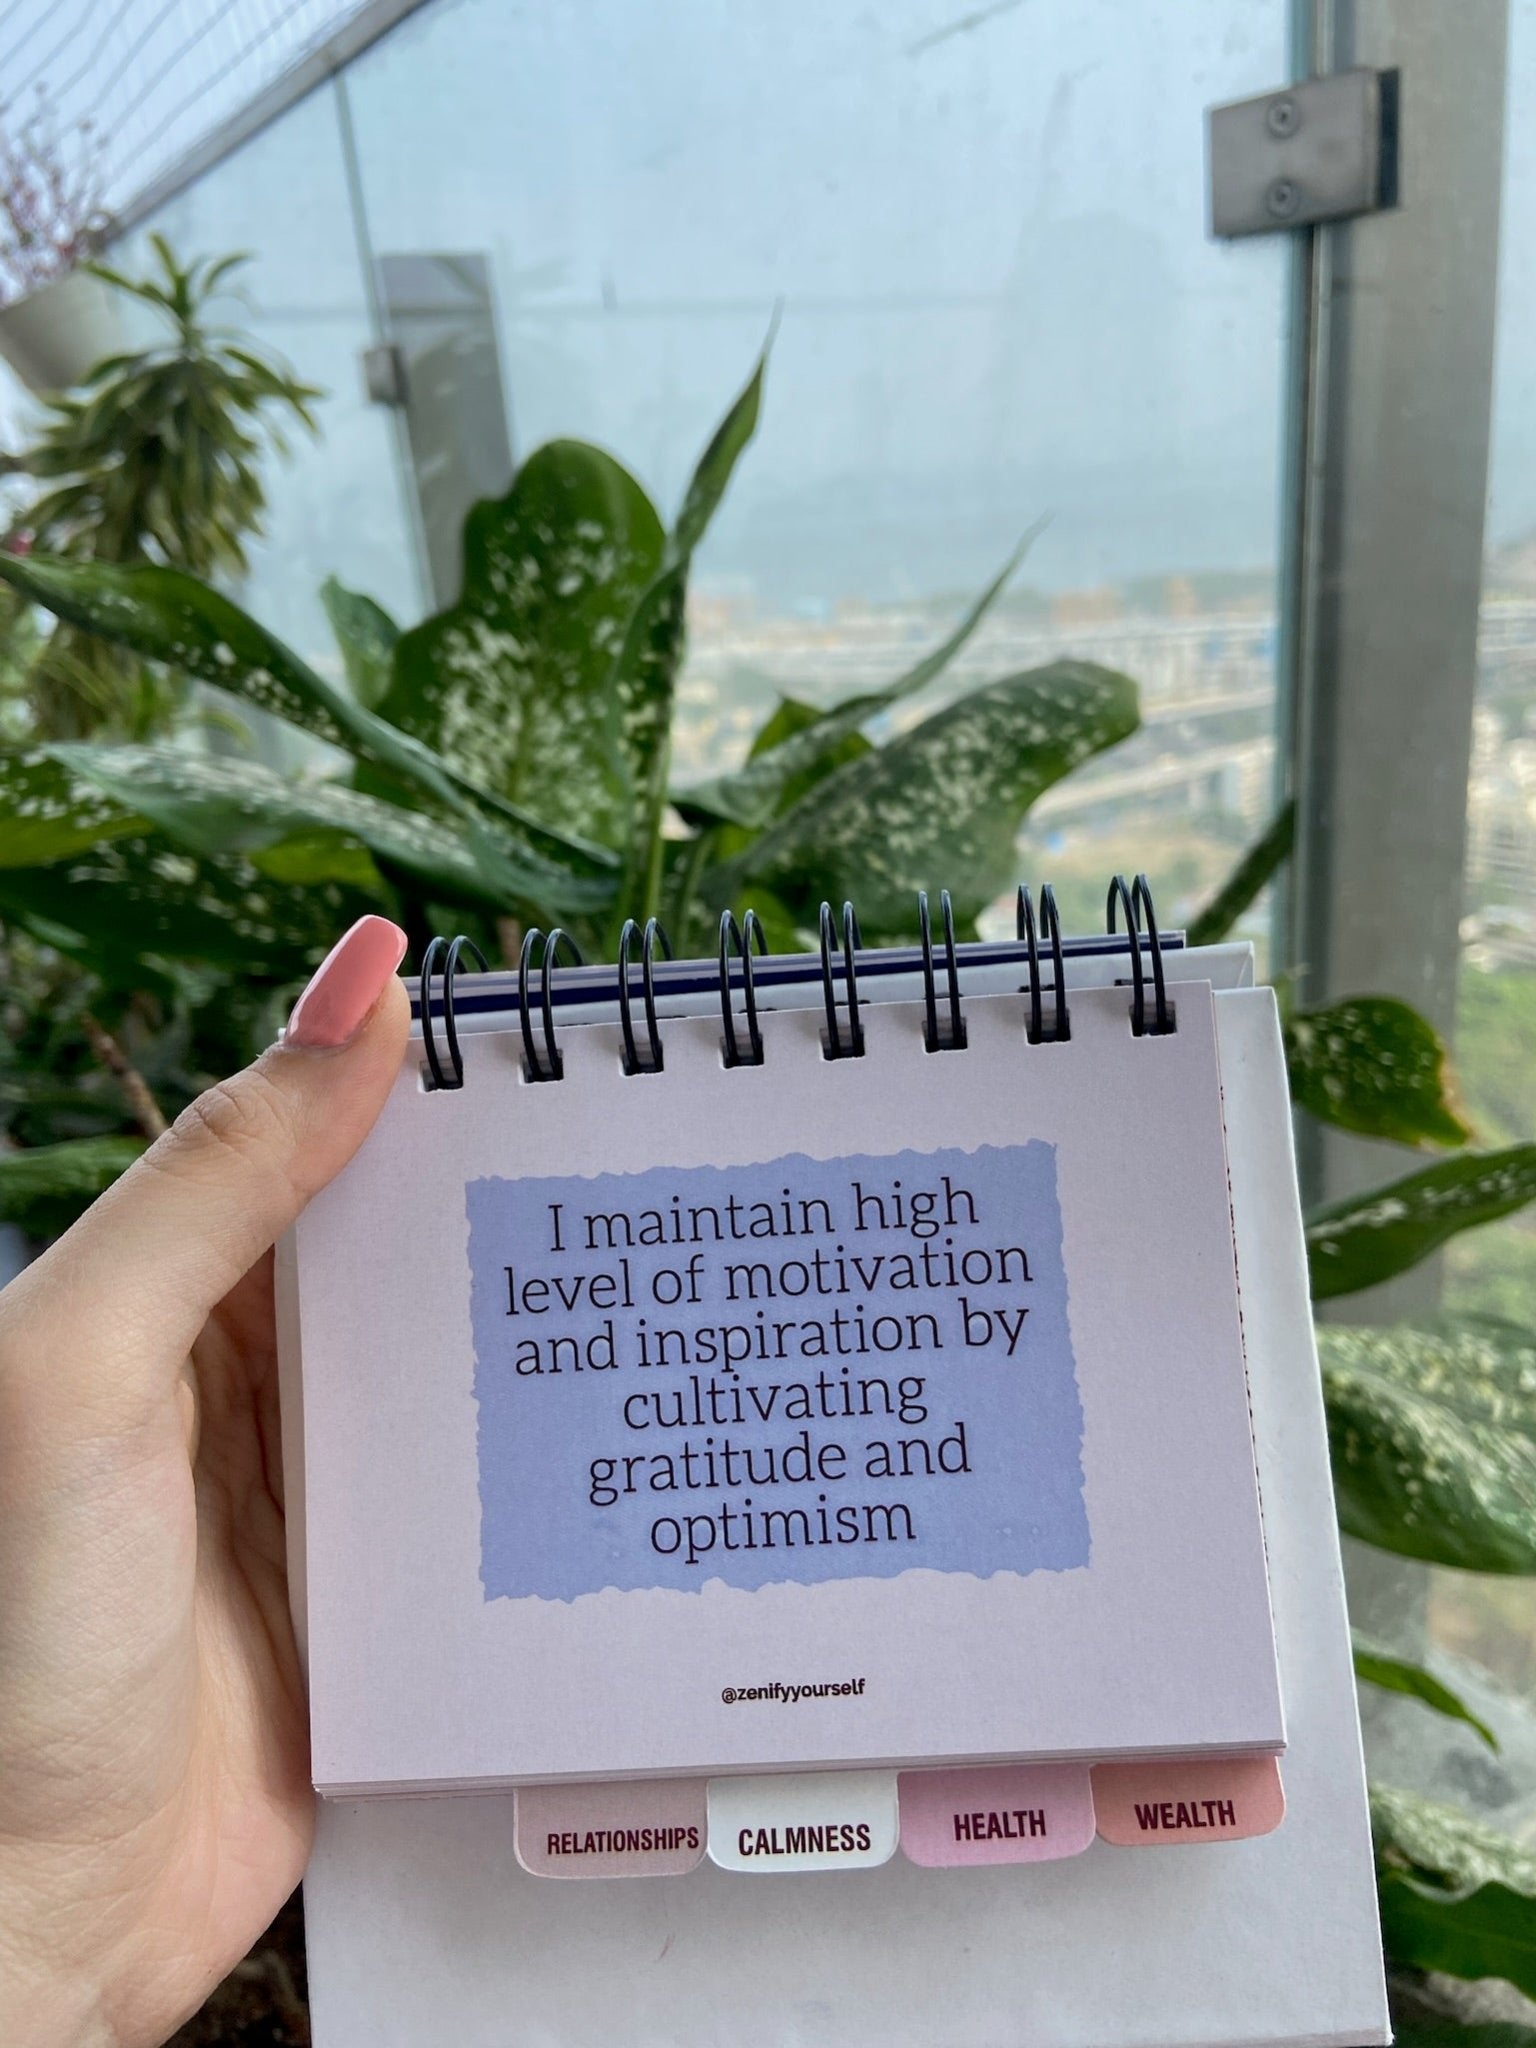 I maintain high
level of motivation
and inspiration by
cultivating
gratitude and
optimism
@zenifyyourself
RELATIONSHIPS
CALMNESS
HEALTH
WEALTH